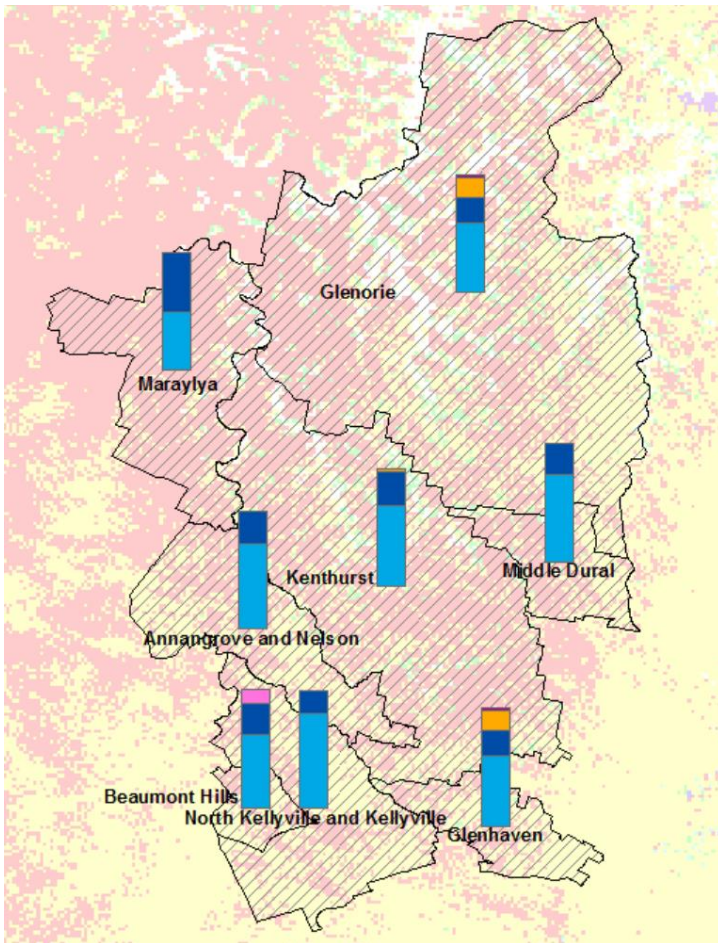 Glenorie
Maraylya
Kenthurst
Middle Dural
Annangrove and Nelson
Beaumont Hills
North Kellyville and Kellyville
Glenhaven